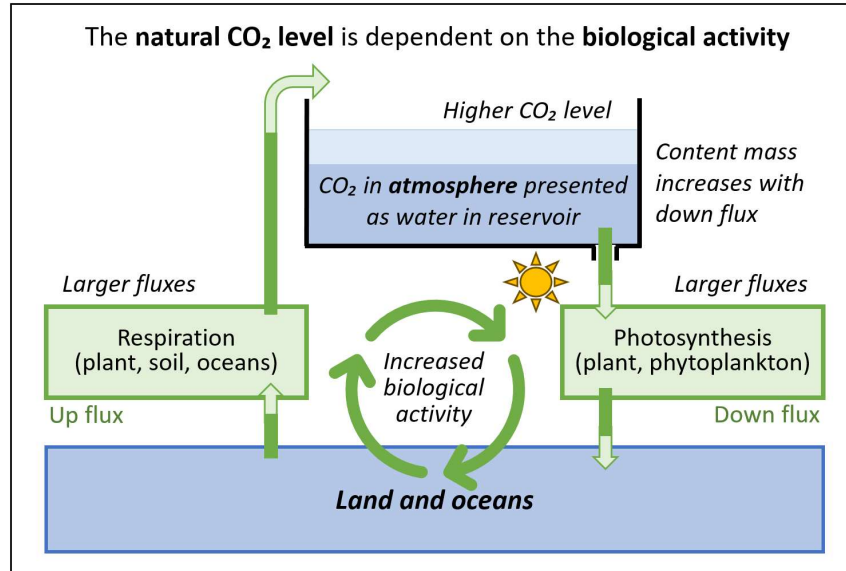 The natural CO₂ level is dependent on the biological activity
Higher CO₂ level
CO₂ in atmosphere presented
as water in reservoir
Content mass
increases with
down flux
Larger fluxes
Respiration
(plant, soil, oceans)
Up flux
Increased
biological
activity
Larger fluxes
Photosynthesis
(plant, phytoplankton)
Down flux
Land and oceans